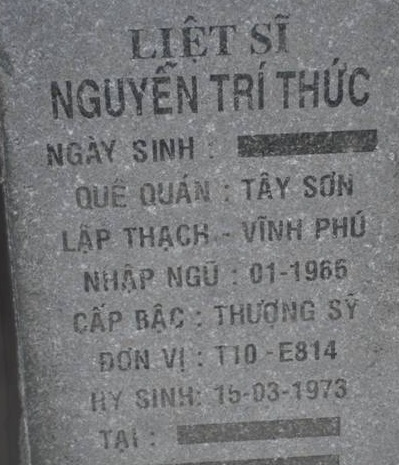 LIỆT SĨ
NGUYỄN TRÍ THỨC
NGÀY SINH :
QUÊ QUÁN : TÂY SƠN
LẬP THẠCH - VĨNH PHÚ
NHẬP NGŨ : 01-1966
CẤP BẬC : THƯỢNG SỸ
ĐƠN VỊ : T10 - E814
HY SINH: 15-03-1973
TẠI :